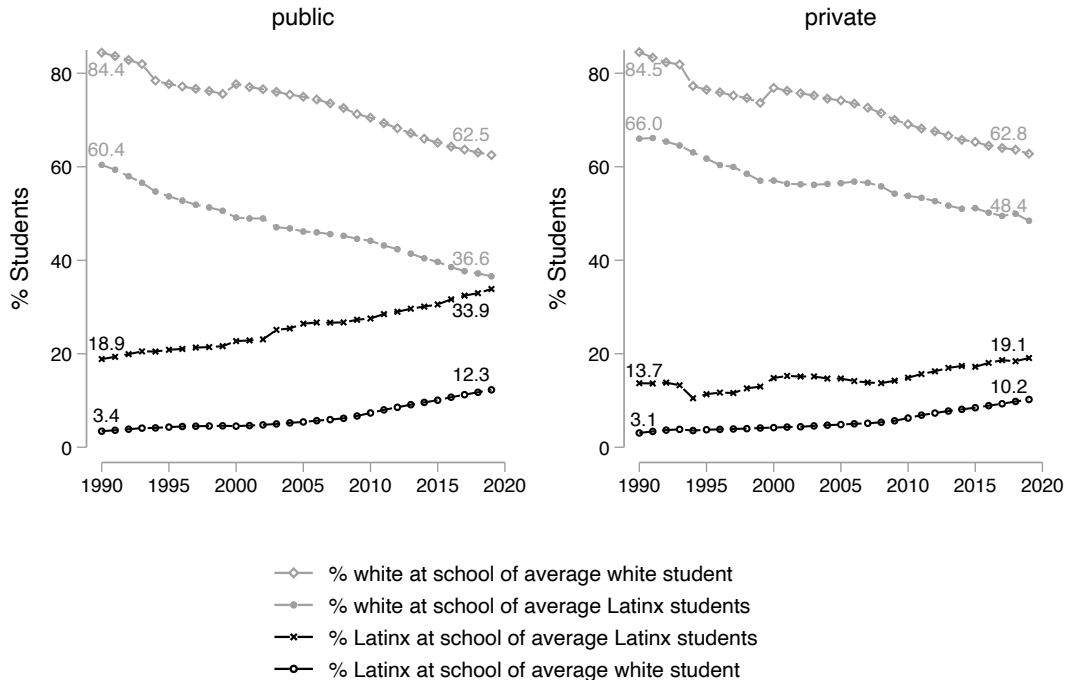 public
private
% Students
80
60
40
20
0
84.4
60.4
18.9
3.4
62.5
36.6
33.9
12.3
1990 1995 2000 2005 2010 2015 2020
% Students
80
60
40
20
0
84.5
66.0
13.7
3.1
62.8
48.4
19.1
10.2
1990 1995 2000 2005 2010 2015 2020
% white at school of average white student
% white at school of average Latinx students
% Latinx at school of average Latinx students
% Latinx at school of average white student